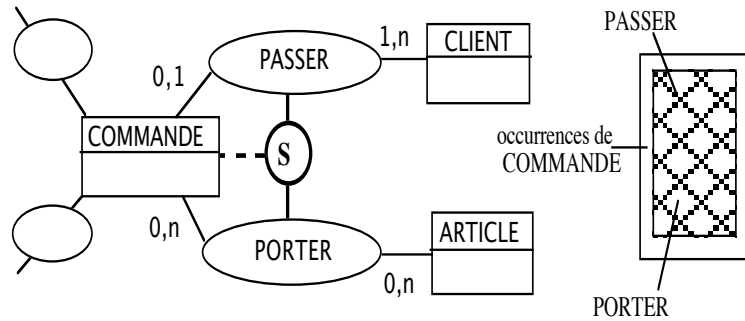 PASSER
1,n
CLIENT
0,1
COMMANDE
S
0,n
PORTER
ARTICLE
0,n
PASSER
occurrences de
COMMANDE
PORTER